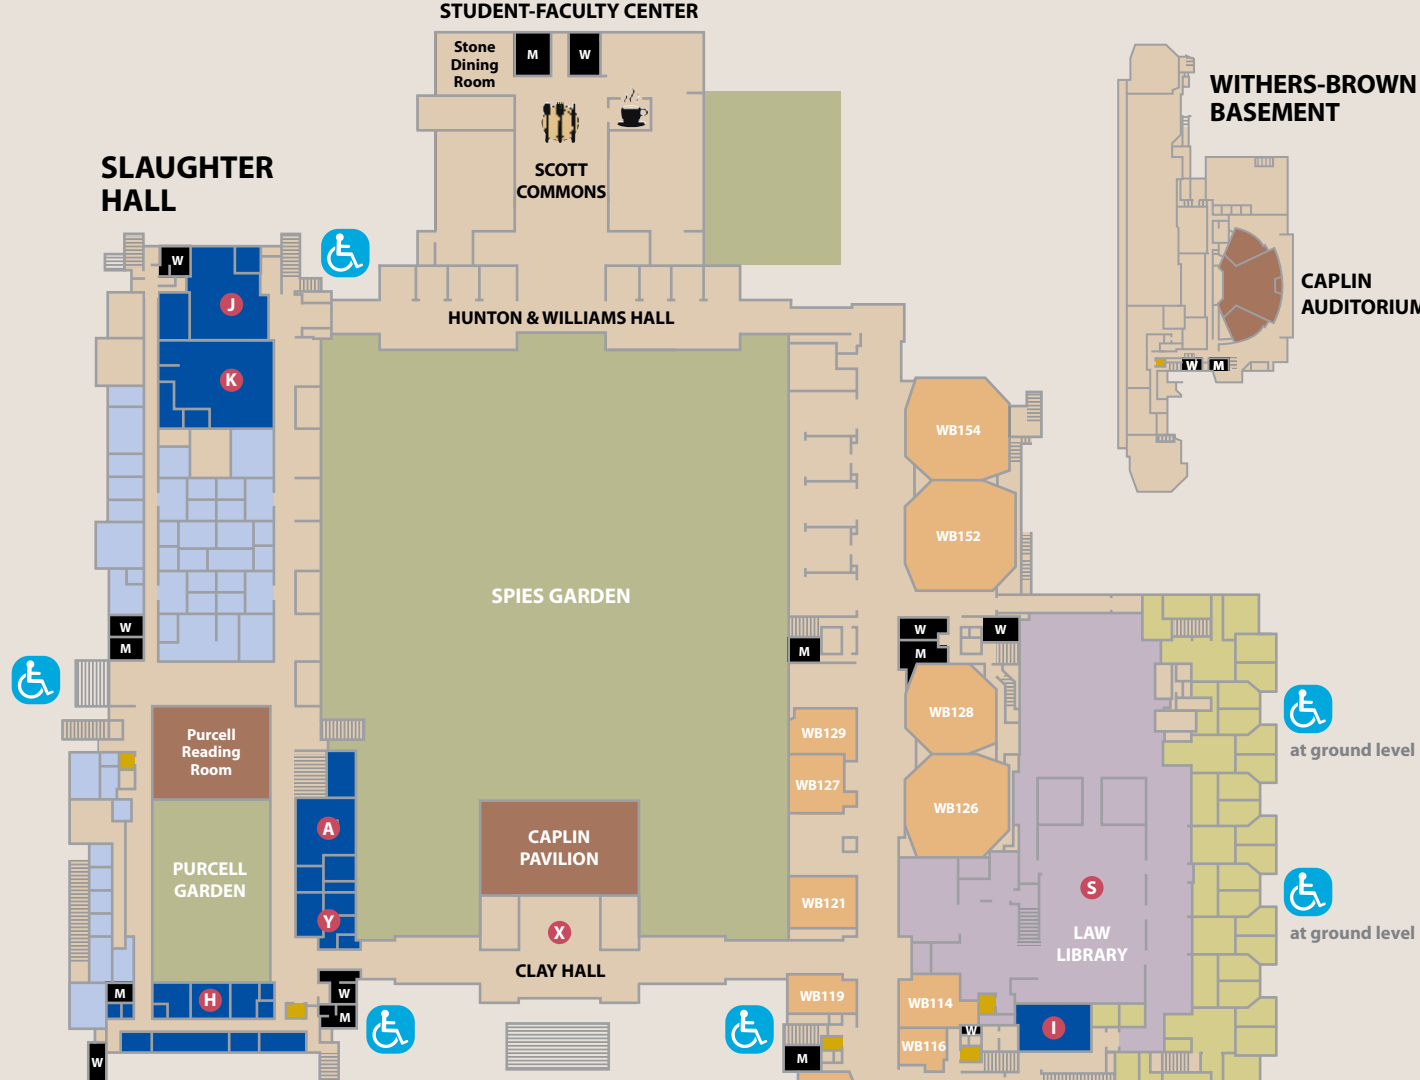 STUDENT-FACULTY CENTER
Stone
Dining
Room
M
W
SCOTT
COMMONS
HUNTON & WILLIAMS HALL
WITHERS-BROWN
BASEMENT
CAPLIN
AUDITORIUM
W
M
SLAUGHTER
HALL
W
J
K
W
M
SPIES GARDEN
WB154
WB152
W
M
W
M
WB128
WB129
WB127
WB126
WB121
at ground level
at ground level
Purcell
Reading
Room
PURCELL
GARDEN
A
Y
CAPLIN
PAVILION
X
CLAY HALL
S
LAW
LIBRARY
M
H
W
M
W
WB119
WB114
WB116
W
M
I